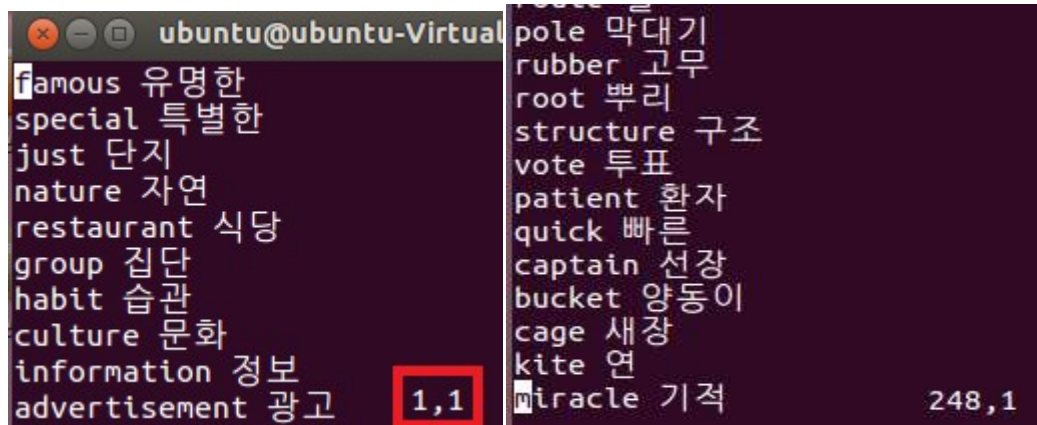 ubuntu@ubuntu-Virtual
famous 유명한
special 특별한
just 단지
nature 자연
restaurant 식당
group 집단
habit 습관
culture 문화
information 정보
advertisement 광고
1,1
pole 막대기
rubber 고무
root 뿌리
structure 구조
vote 투표
patient 환자
quick 빠른
captain 선장
bucket 양동이
cage 새장
kite 연
miracle 기적
248,1